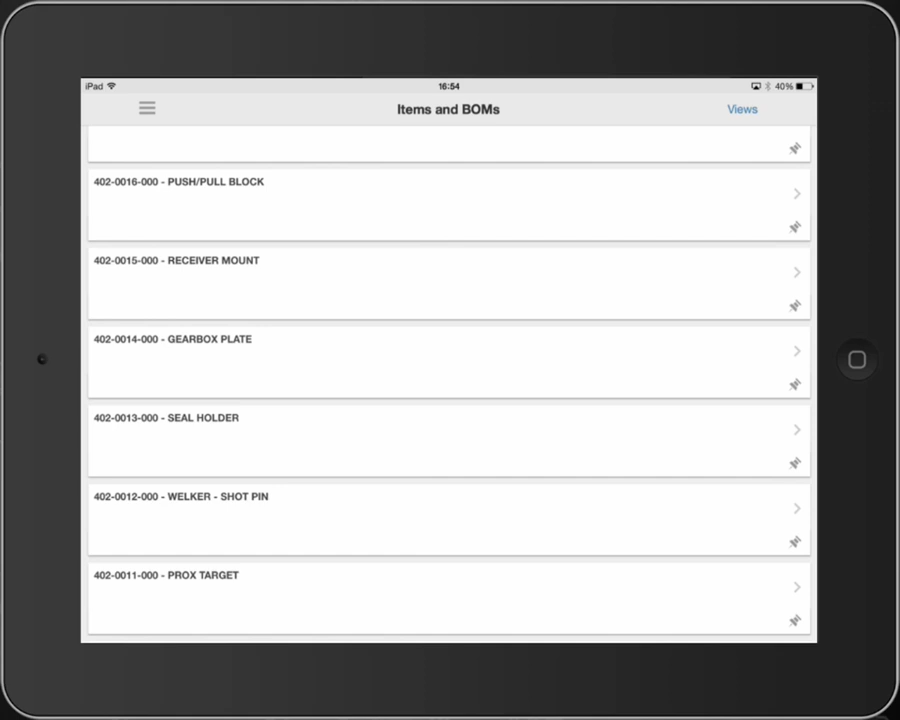 iPad 16:54 40%
Items and BOMs Views
402-0016-000 - PUSH/PULL BLOCK
402-0015-000 - RECEIVER MOUNT
402-0014-000 - GEARBOX PLATE
402-0013-000 - SEAL HOLDER
402-0012-000 - WELKER - SHOT PIN
402-0011-000 - PROX TARGET